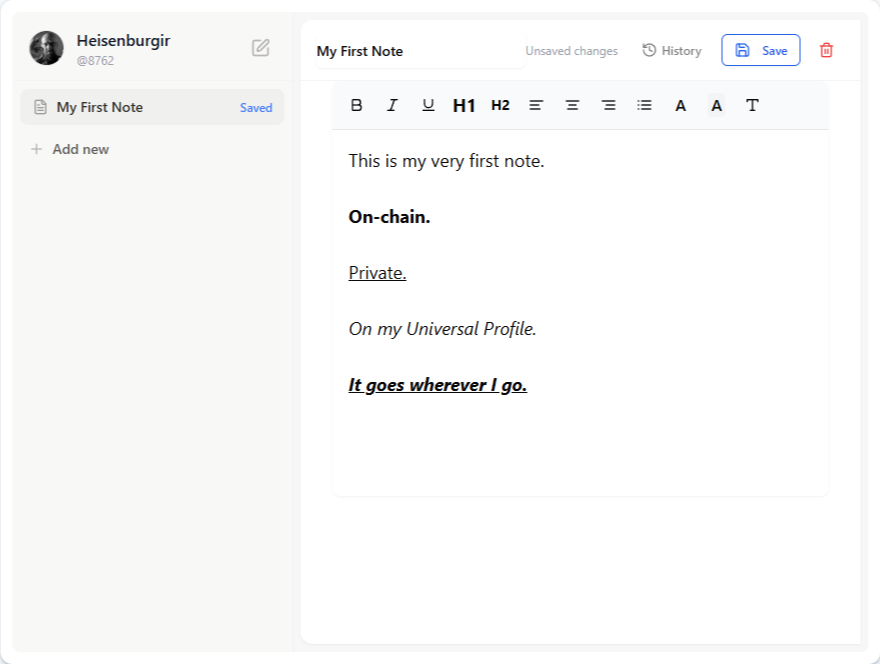 Heisenburgir
@8762
My First Note Saved
Add new
My First Note Unsaved changes History Save
B I U H1 H2 A A T
This is my very first note.
On-chain.
Private.
On my Universal Profile.
It goes wherever I go.